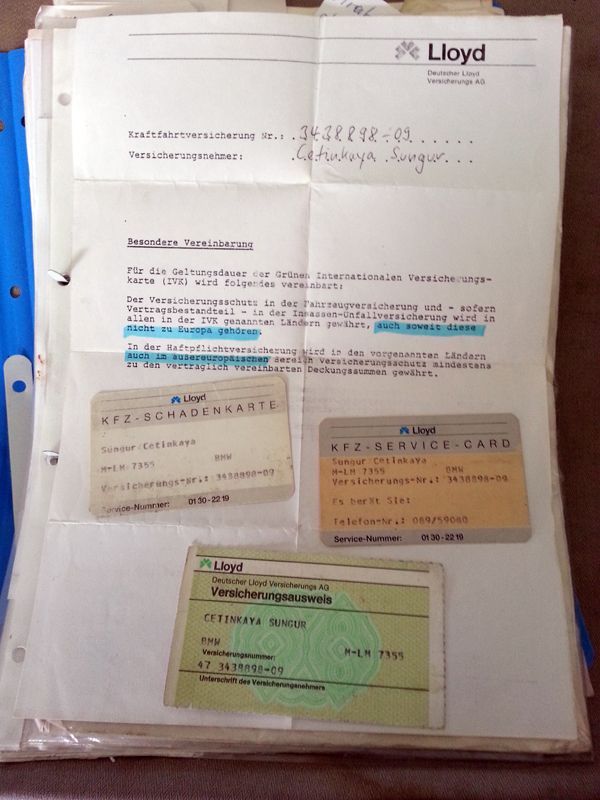 Lloyd
Deutscher Lloyd
Versicherungs AG
Kraftfahrtversicherung Nr.: .3438898-09......
Versicherungsnehmer: .Cetinkaya Sungur...
Besondere Vereinbarung
Für die Geltungsdauer der Grünen Internationalen Versicherungs-
karte (IVK) wird folgendes vereinbart:
Der Versicherungsschutz in der Fahrzeugversicherung und - sofern
Vertragsbestandteil - in der Insassen-Unfallversicherung wird in
allen in der IVK genannten Ländern gewährt, auch soweit diese
nicht zu Europa gehören.
In der Haftpflichtversicherung wird in den vorgenannten Ländern
auch im außereuropäischen Bereich Versicherungsschutz mindestens
zu den vertraglich vereinbarten Deckungssummen gewährt.
Lloyd
KFZ-SCHADENKARTE
Sungur Cetinkaya
M-LM 7355 BMW
Versicherungs-Nr.: 3438898-09
Service-Nummer: 0130-2219
Lloyd
KFZ-SERVICE-CARD
Sungur Cetinkaya
M-LM 7355 BMW
Versicherungs-Nr.: 3438898-09
Es berät Sie:
Telefon-Nr.: 089/59080
Service-Nummer: 0130-2219
Lloyd
Deutscher Lloyd Versicherungs AG
Versicherungsausweis
CETINKAYA SUNGUR
BMW M-LM 7355
Versicherungsnummer:
47 3438898-09
Unterschrift des Versicherungsnehmers